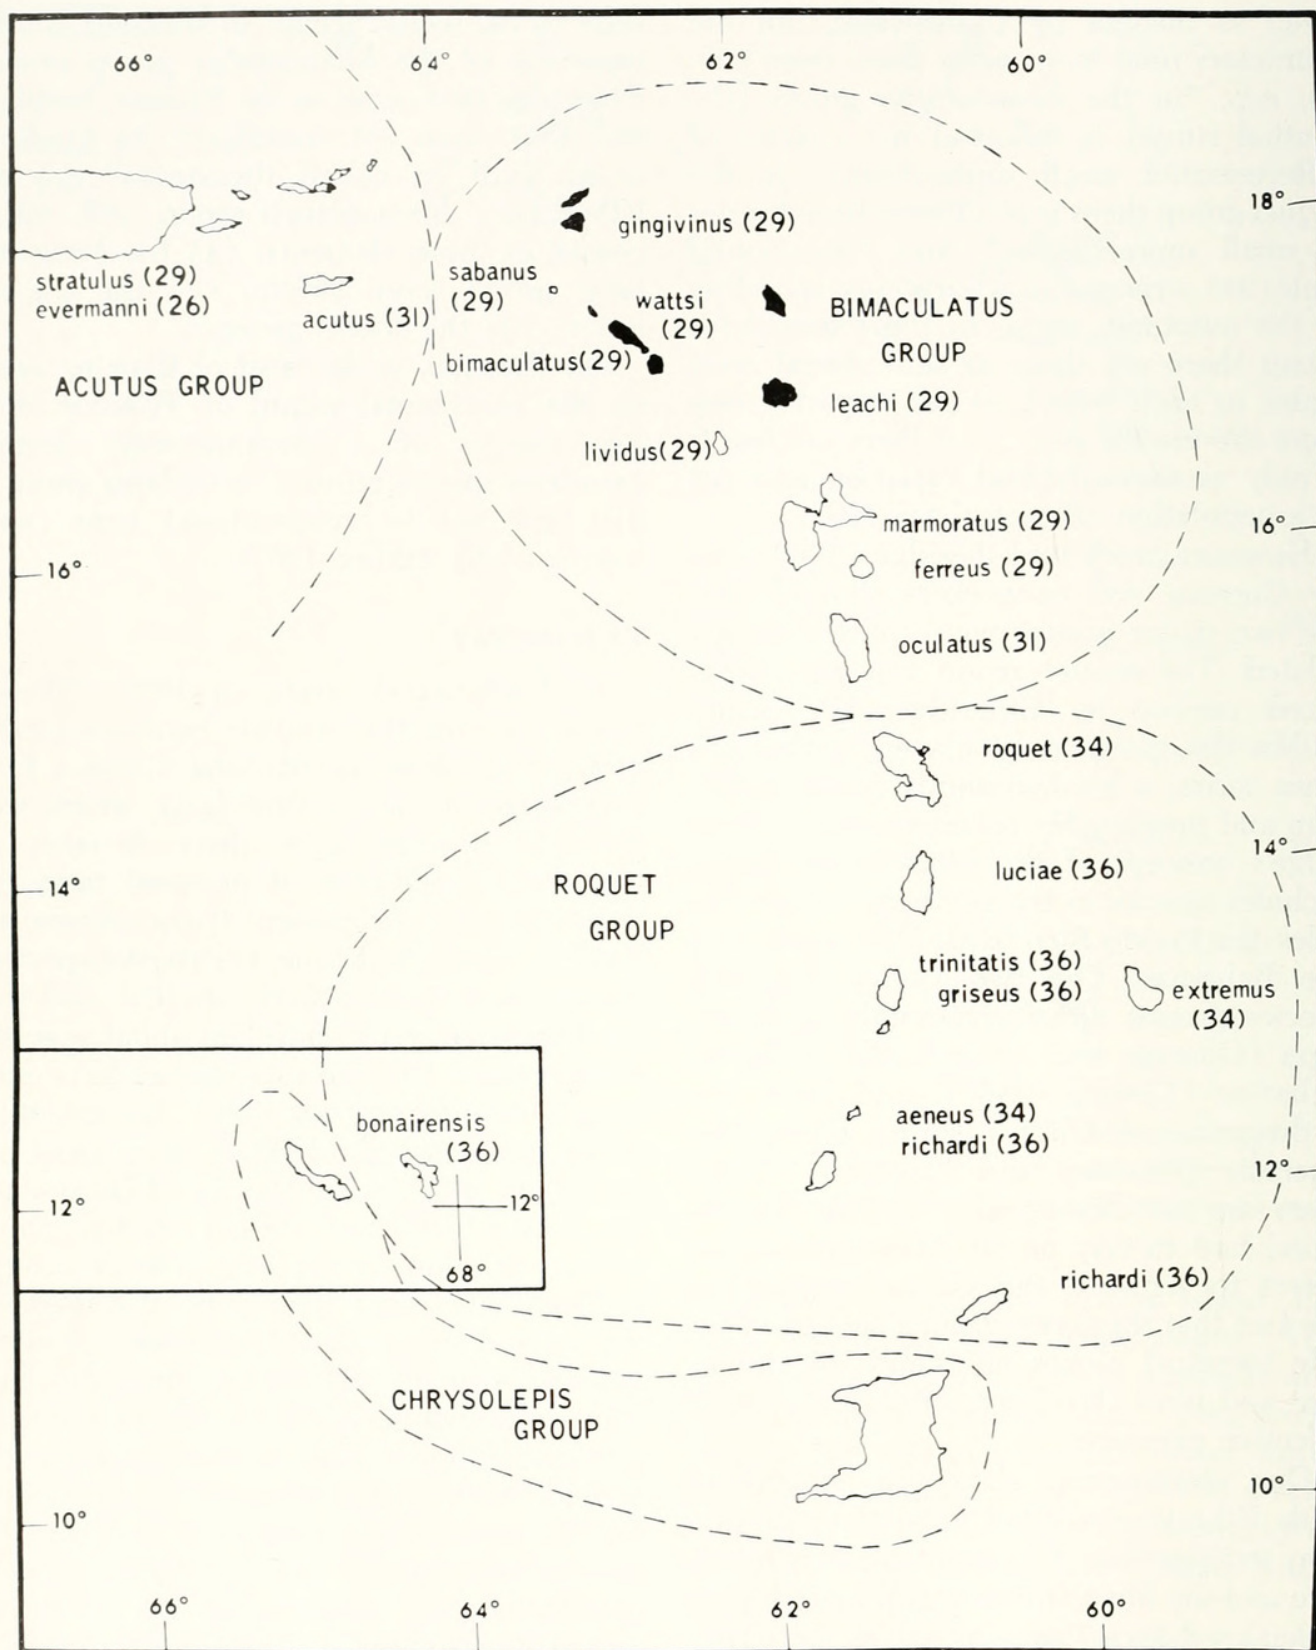 66° 64° 62° 60°
18°
gingivinus (29)
stratulus (29)
evermanni (26)
acutus (31)
sabanus
(29)
wattsi
(29)
bimaculatus (29)
BIMACULATUS
GROUP
ACUTUS GROUP
leachi (29)
lividus (29)
marmoratus (29)
16°
16°
ferreus (29)
oculatus (31)
roquet (34)
14°
14°
luciae (36)
ROQUET
GROUP
trinitatis (36)
griseus (36)
extremus
(34)
bonairensis
(36)
aeneus (34)
richardi (36)
12°
12°
12°
68°
richardi (36)
CHRYSOLEPIS
GROUP
10°
10°
66° 64° 62° 60°